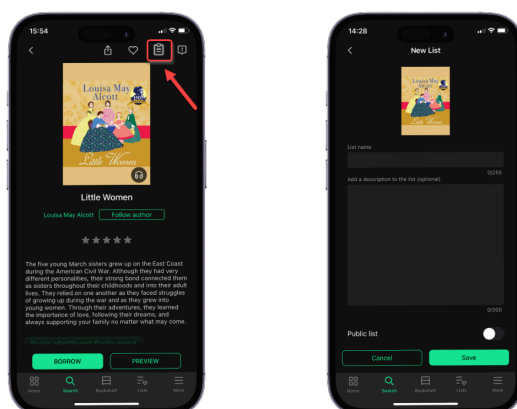 15:54
Louisa May
Alcott
Little Women
Little Women
Louisa May Alcott
Follow author
The five young March sisters grew up on the East Coast
during the American Civil War. Although they had very
different personalities, their strong bond connected them
as sisters throughout their childhoods and into their adult
lives. They relied on one another as they faced struggles
of growing up during the war and as they grew into
young women. Through their adventures, they learned
the importance of love, following their dreams, and
always supporting your family no matter what may come.
BORROW
PREVIEW
Home
Search
Bookshelf
Lists
More
14:28
New List
Louisa May
Alcott
Little Women
List name
0/255
Add a description to the list (optional)
0/300
Public list
Cancel
Save
Home
Search
Bookshelf
Lists
More